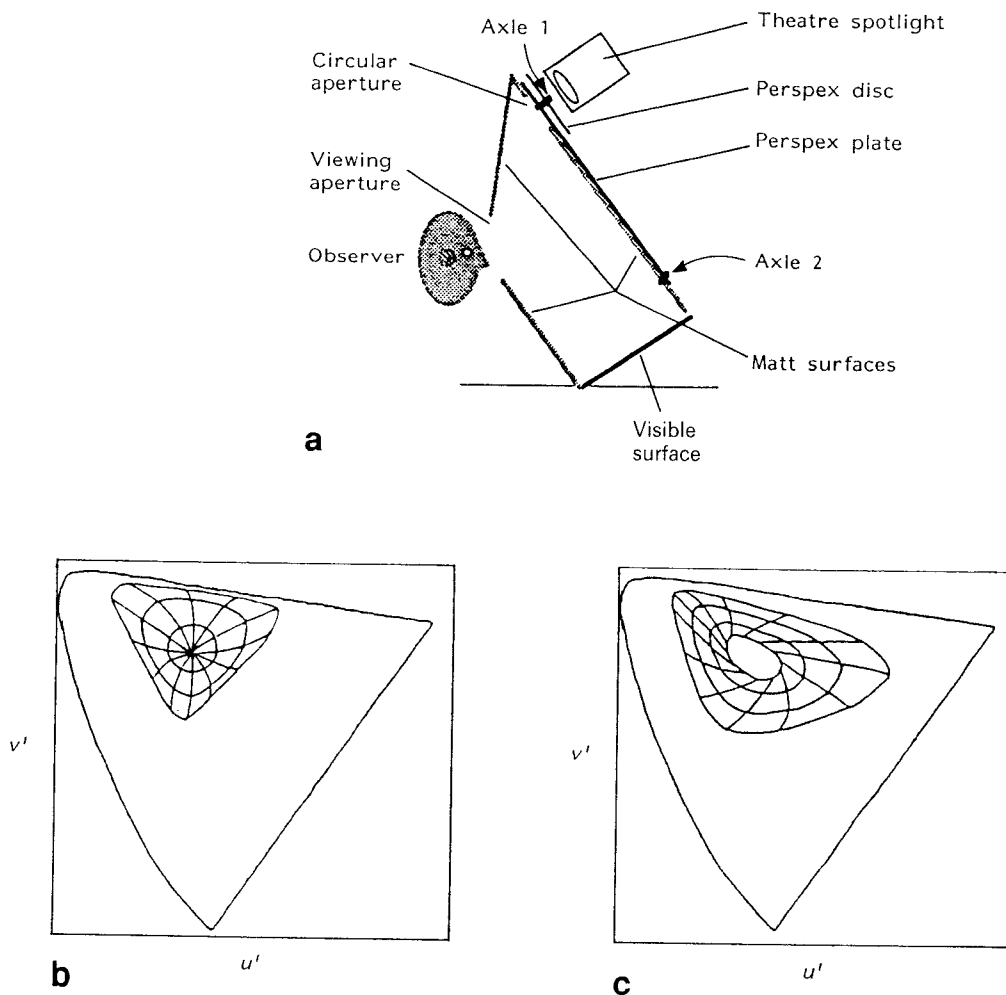 Axle 1
Theatre spotlight
Circular
aperture
Perspex disc
Perspex plate
Viewing
aperture
Observer
Axle 2
Matt surfaces
Visible
surface
a
v'
u'
b
v'
u'
c